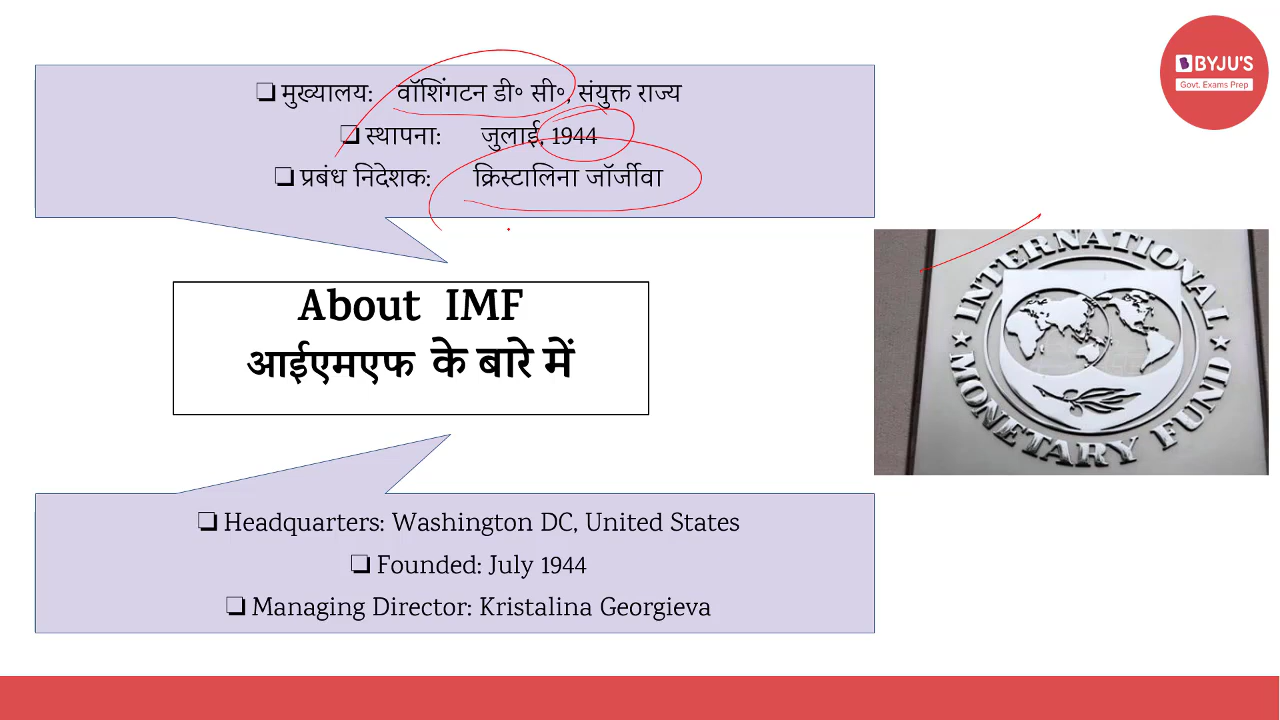 BYJU'S
Govt. Exams Prep
❑ मुख्यालय: वॉशिंगटन डी° सी°, संयुक्त राज्य
❑ स्थापना: जुलाई, 1944
❑ प्रबंध निदेशक: क्रिस्टालिना जॉर्जीवा
About IMF
आईएमएफ के बारे में
INTERNATIONAL
MONETARY FUND
❑ Headquarters: Washington DC, United States
❑ Founded: July 1944
❑ Managing Director: Kristalina Georgieva